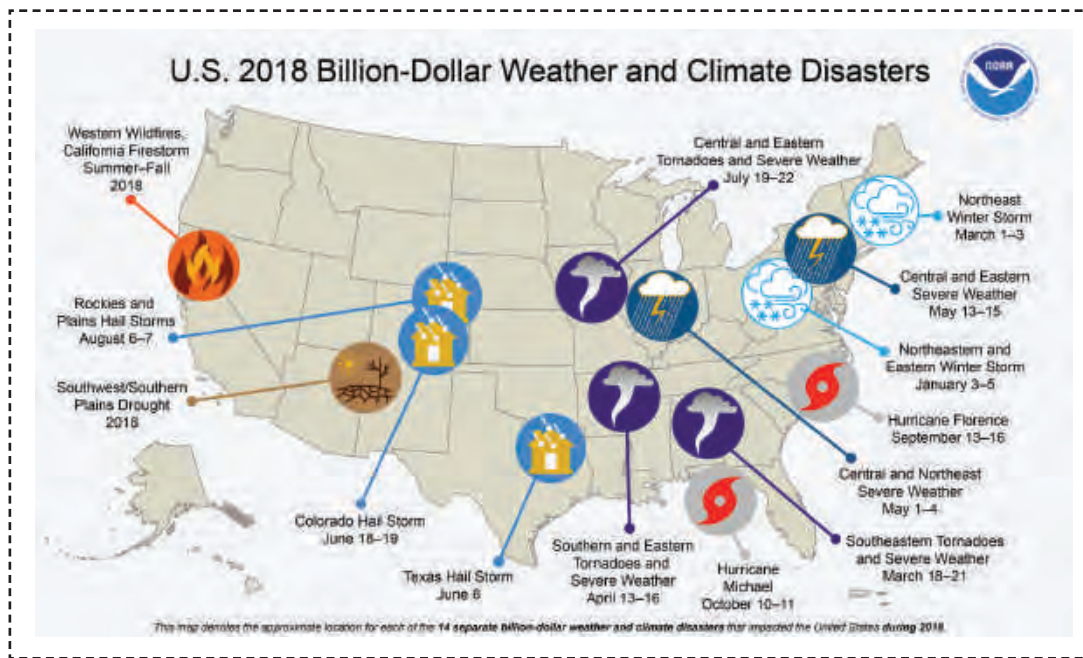 U.S. 2018 Billion-Dollar Weather and Climate Disasters
NOAA
Western Wildfires,
California Firestorm
Summer–Fall
2018
Central and Eastern
Tornadoes and Severe Weather
July 19–22
Northeast
Winter Storm
March 1–3
Rockies and
Plains Hail Storms
August 6–7
Central and Eastern
Severe Weather
May 13–15
Southwest/Southern
Plains Drought
2018
Northeastern and
Eastern Winter Storm
January 3–5
Hurricane Florence
September 13–16
Colorado Hail Storm
June 18–19
Central and Northeast
Severe Weather
May 1–4
Texas Hail Storm
June 6
Southern and Eastern
Tornadoes and
Severe Weather
April 13–16
Hurricane
Michael
October 10–11
Southeastern Tornadoes
and Severe Weather
March 18–21
This map denotes the approximate location for each of the 14 separate billion-dollar weather and climate disasters that impacted the United States during 2018.